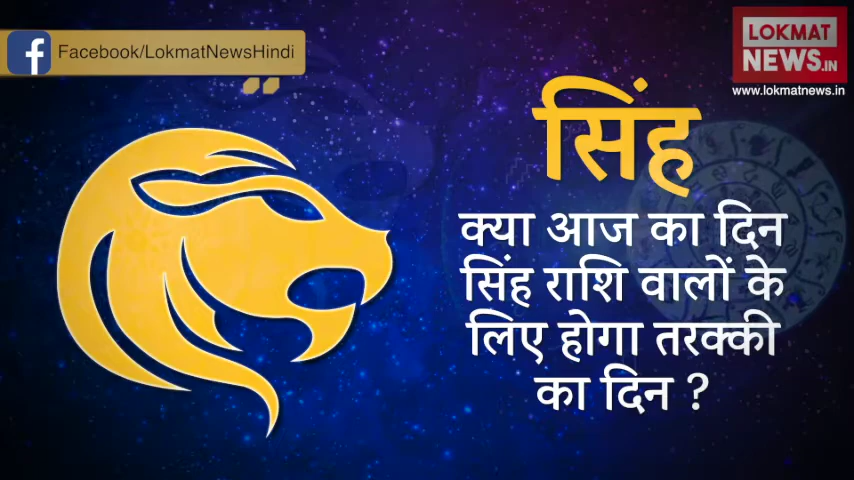 Facebook/LokmatNewsHindi
LOKMAT
NEWS.IN
www.lokmatnews.in
सिंह
क्या आज का दिन
सिंह राशि वालों के
लिए होगा तरक्की
का दिन ?